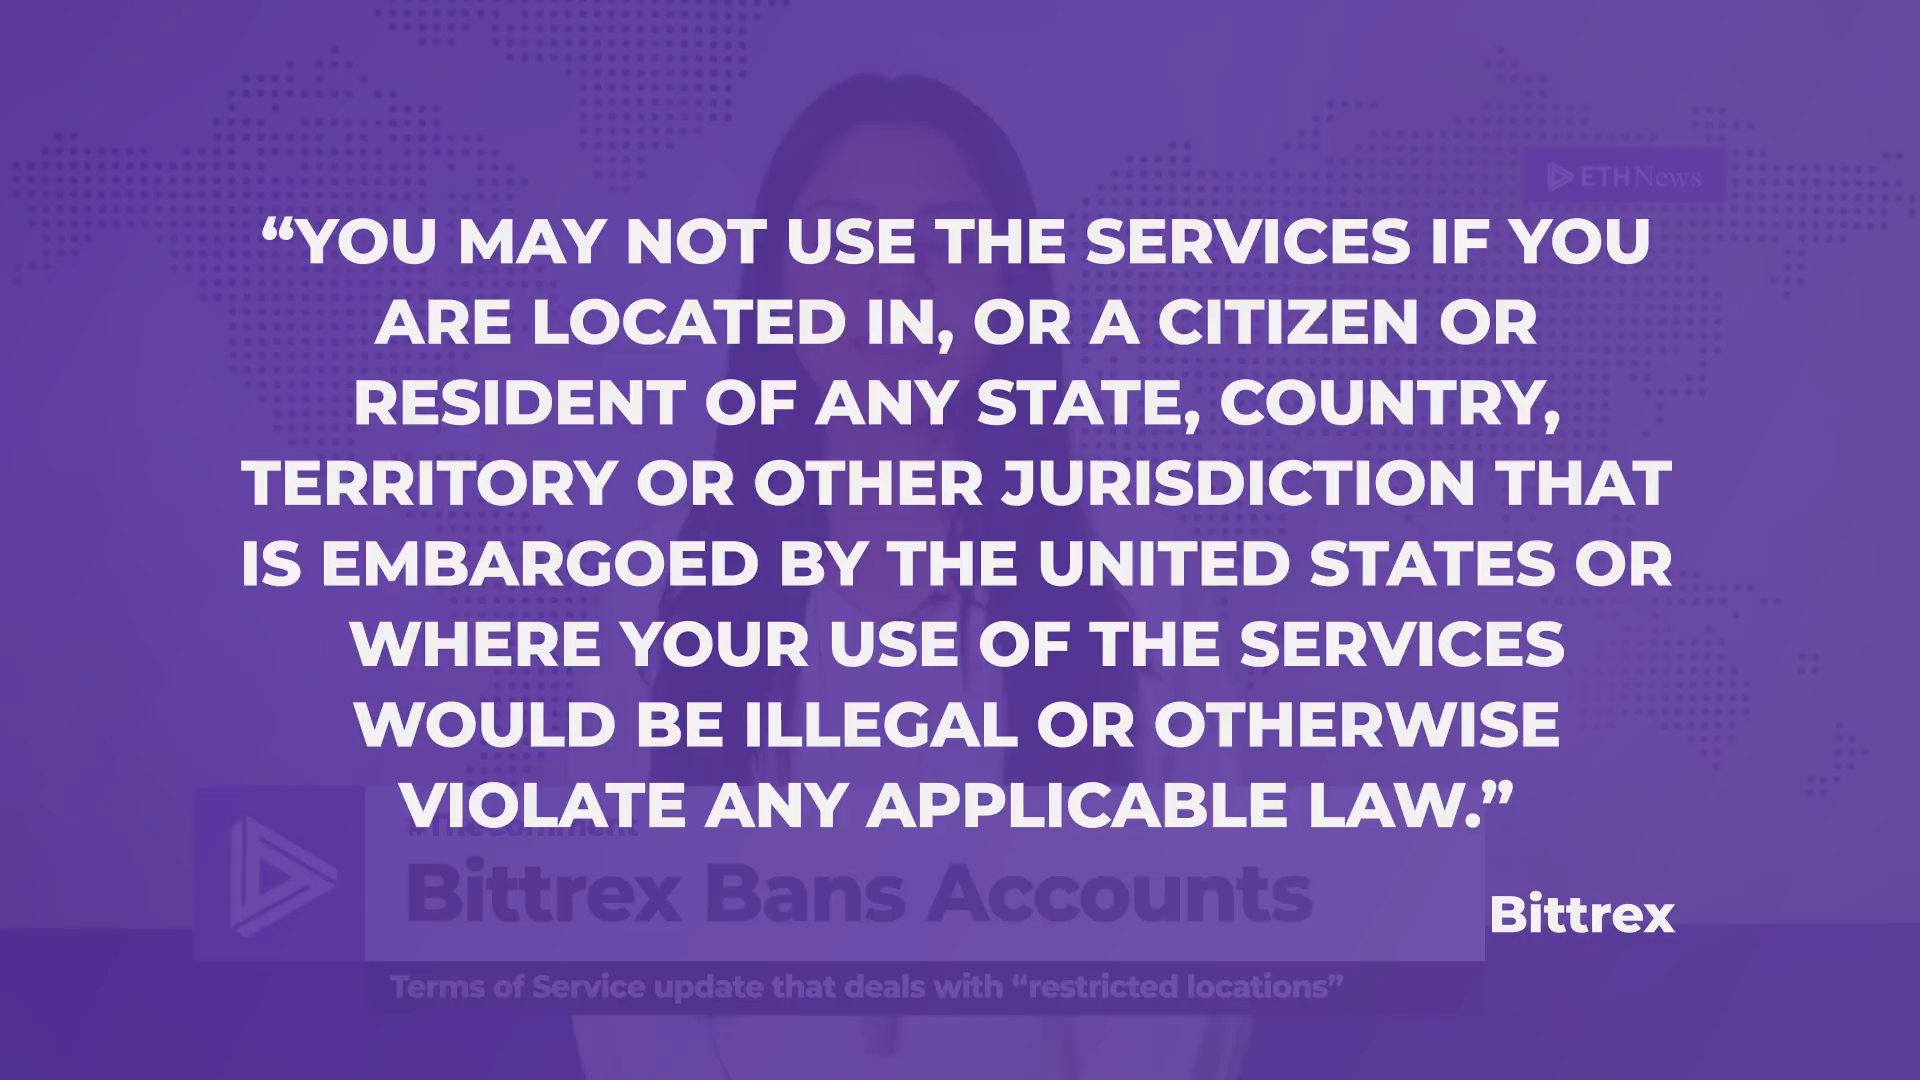 ETHNews
“YOU MAY NOT USE THE SERVICES IF YOU
ARE LOCATED IN, OR A CITIZEN OR
RESIDENT OF ANY STATE, COUNTRY,
TERRITORY OR OTHER JURISDICTION THAT
IS EMBARGOED BY THE UNITED STATES OR
WHERE YOUR USE OF THE SERVICES
WOULD BE ILLEGAL OR OTHERWISE
VIOLATE ANY APPLICABLE LAW.”
#TheComment
Bittrex Bans Accounts
Bittrex
Terms of Service update that deals with “restricted locations”